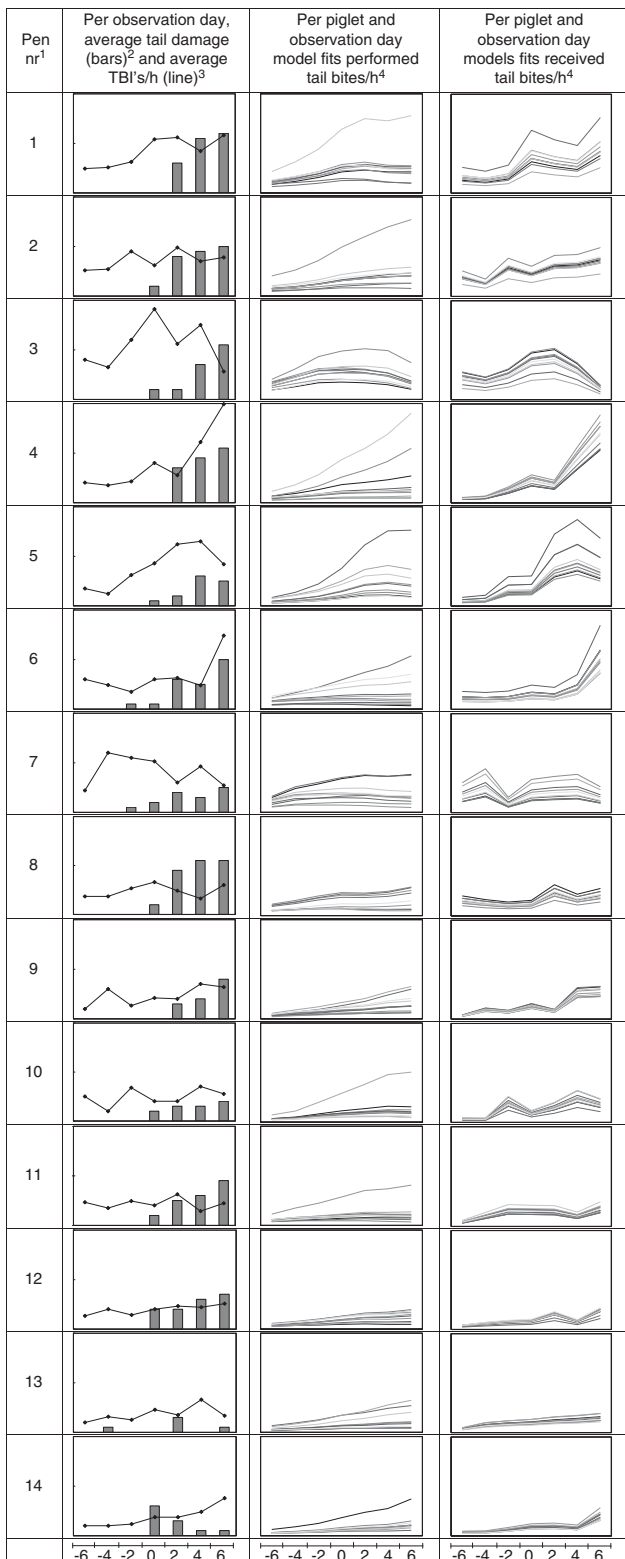 Pen
nr1
Per observation day,
average tail damage
(bars)2 and average
TBI's/h (line)3
Per piglet and
observation day
model fits performed
tail bites/h4
Per piglet and
observation day
models fits received
tail bites/h4
1
2
3
4
5
6
7
8
9
10
11
12
13
14
-6 -4 -2 0 2 4 6
-6 -4 -2 0 2 4 6
-6 -4 -2 0 2 4 6